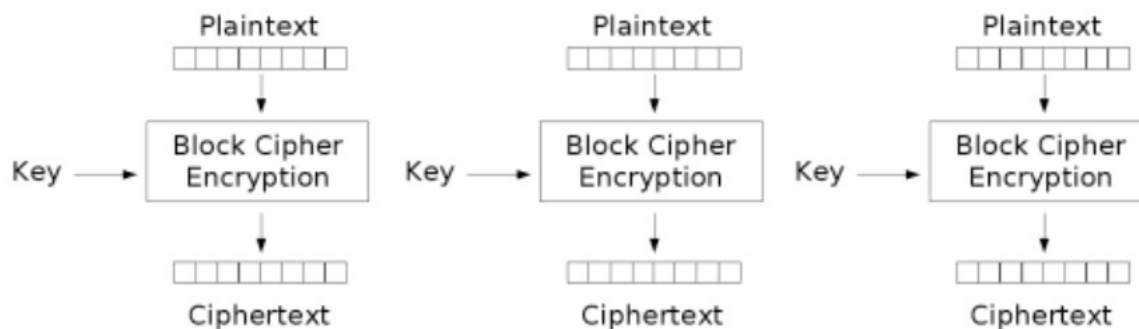 Plaintext Plaintext Plaintext
Key Block Cipher Encryption Key Block Cipher Encryption Key Block Cipher Encryption
Ciphertext Ciphertext Ciphertext